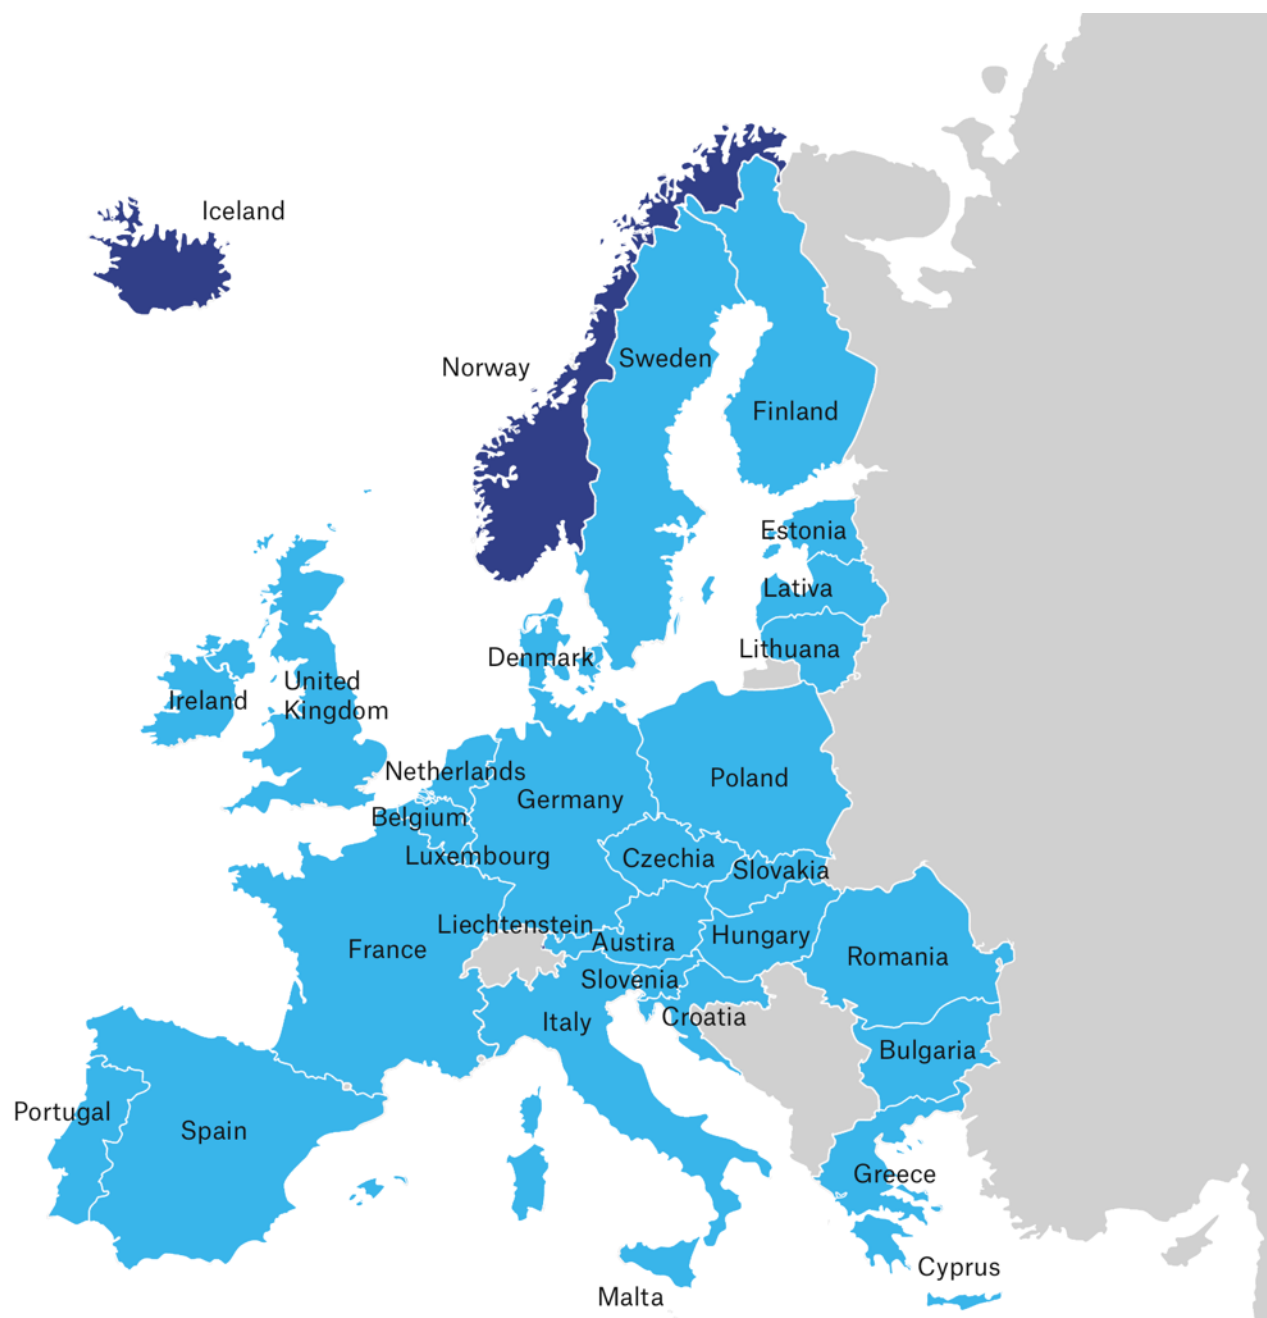 Iceland
Norway
Sweden
Finland
Estonia
Lativa
Lithuana
Denmark
United
Kingdom
Ireland
Netherlands
Germany
Poland
Belgium
Luxembourg
Czechia
Slovakia
Liechtenstein
Austira
Hungary
France
Romania
Slovenia
Croatia
Italy
Bulgaria
Portugal
Spain
Greece
Cyprus
Malta